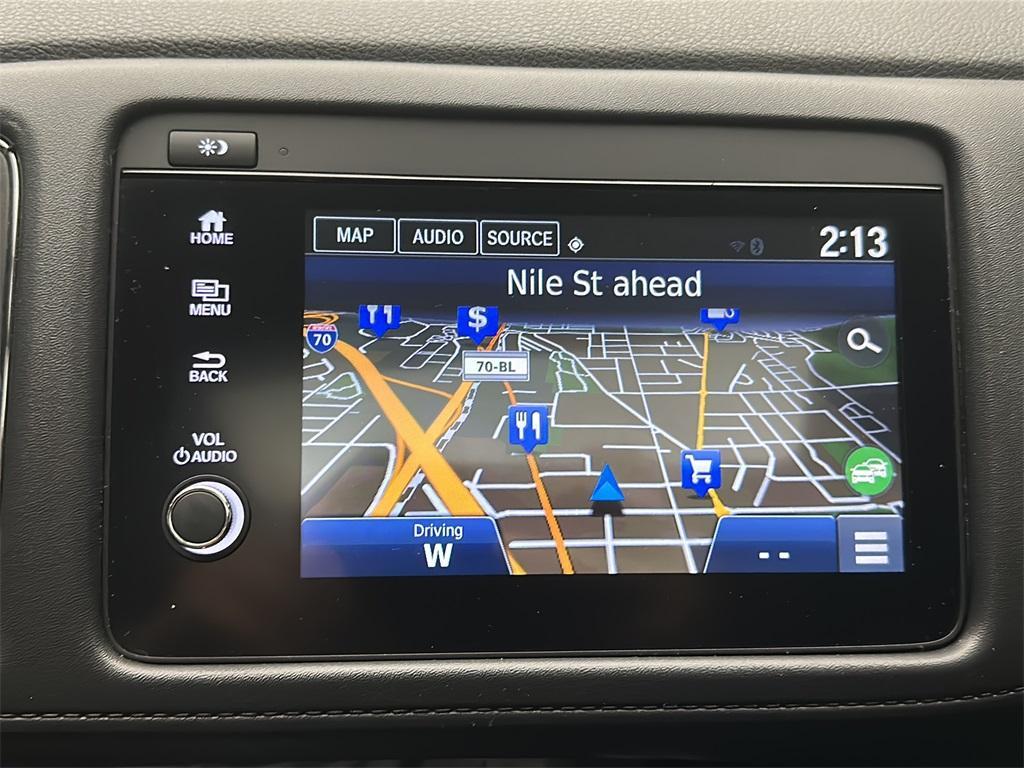 HOME
MENU
BACK
VOL
AUDIO
MAP AUDIO SOURCE 2:13
Nile St ahead
70
$
70-BL
Driving
W
--